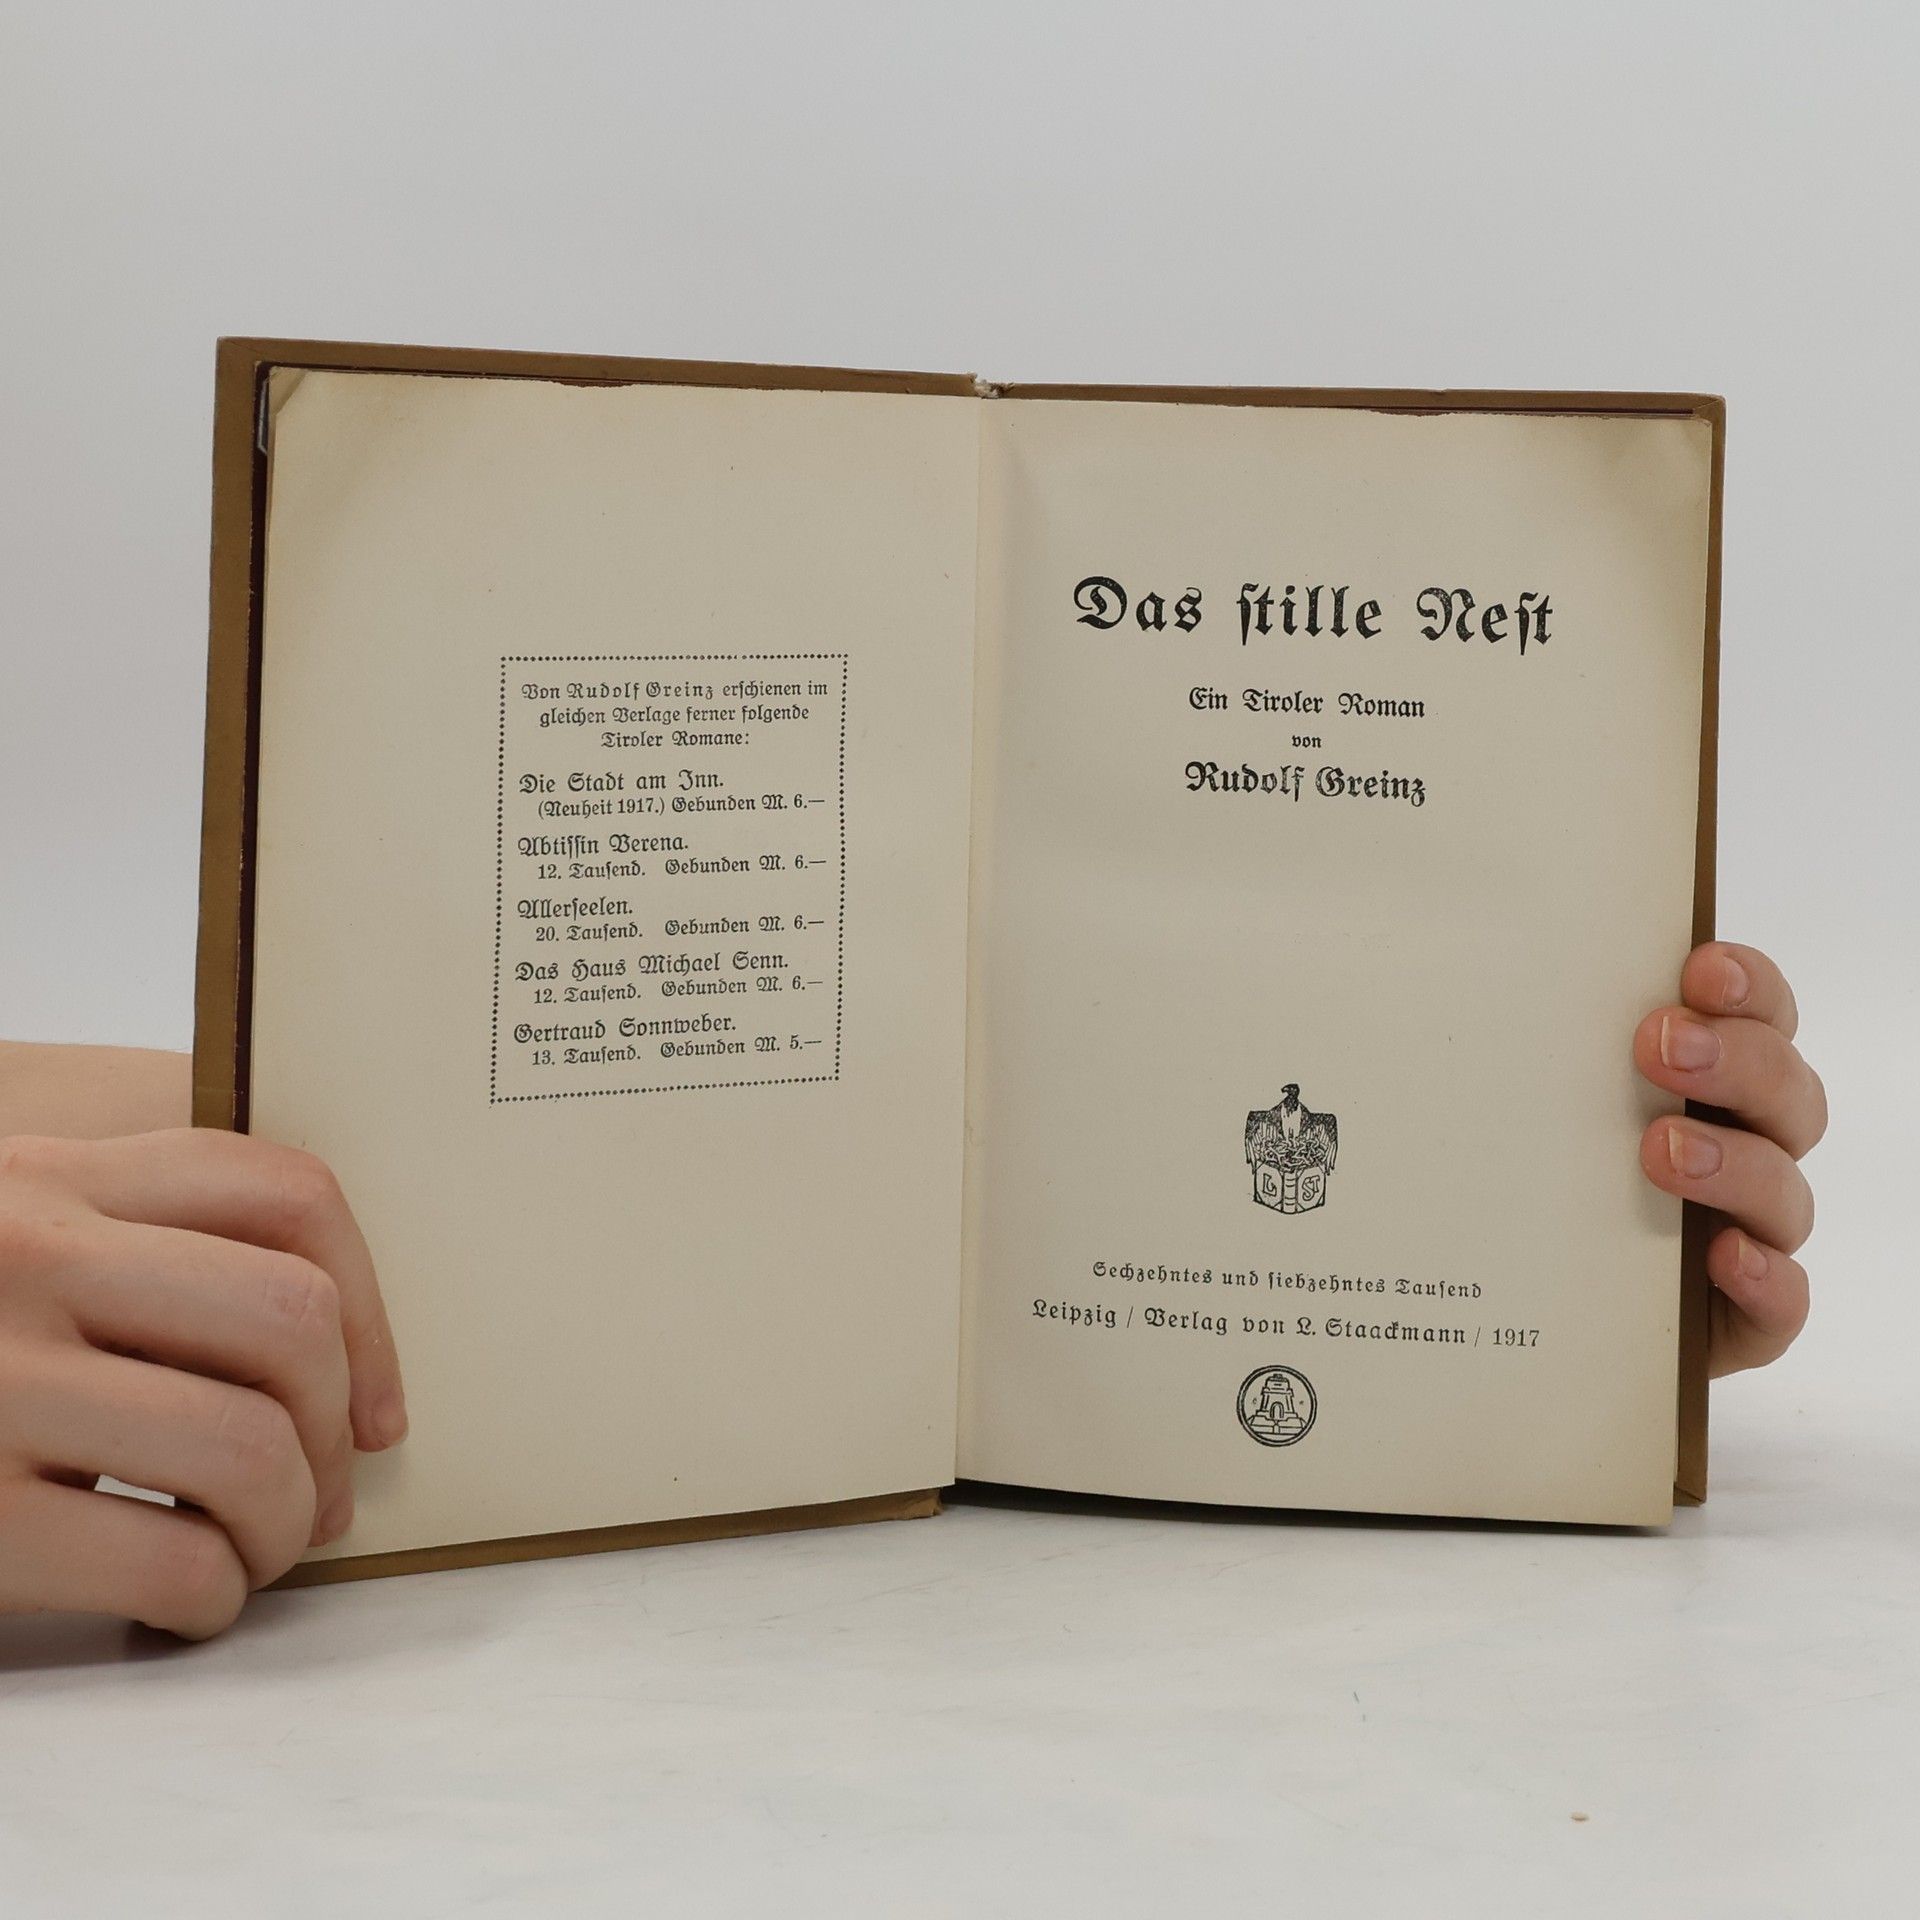 Von Rudolf Greinz erschienen im
gleichen Verlage ferner folgende
Tiroler Romane:
Die Stadt am Inn.
(Neuheit 1917.) Gebunden M. 6.—
Äbtissin Verena.
12. Tausend. Gebunden M. 6.—
Allerseelen.
20. Tausend. Gebunden M. 6.—
Das Haus Michael Senn.
12. Tausend. Gebunden M. 6.—
Gertraud Sonnweber.
13. Tausend. Gebunden M. 5.—
Das stille Nest
Ein Tiroler Roman
von
Rudolf Greinz
L ST
Sechzehntes und siebzehntes Tausend
Leipzig / Verlag von L. Staackmann / 1917